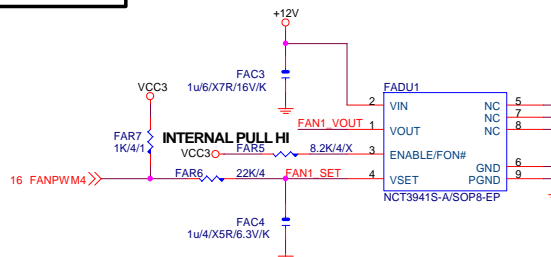 +12V
FAC3
1u/6/X7R/16V/K
FADU1
VCC3
2 VIN NC 5
NC 7
FAN1_VOUT 1 VOUT NC 8
FAR7
1K/4/1
INTERNAL PULL HI
VCC3 FAR5 8.2K/4/X 3 ENABLE/FON#
GND 6
16 FANPWM4 FAR6 22K/4 FAN1_SET 4 VSET PGND 9
NCT3941S-A/SOP8-EP
FAC4
1u/4/X5R/6.3V/K